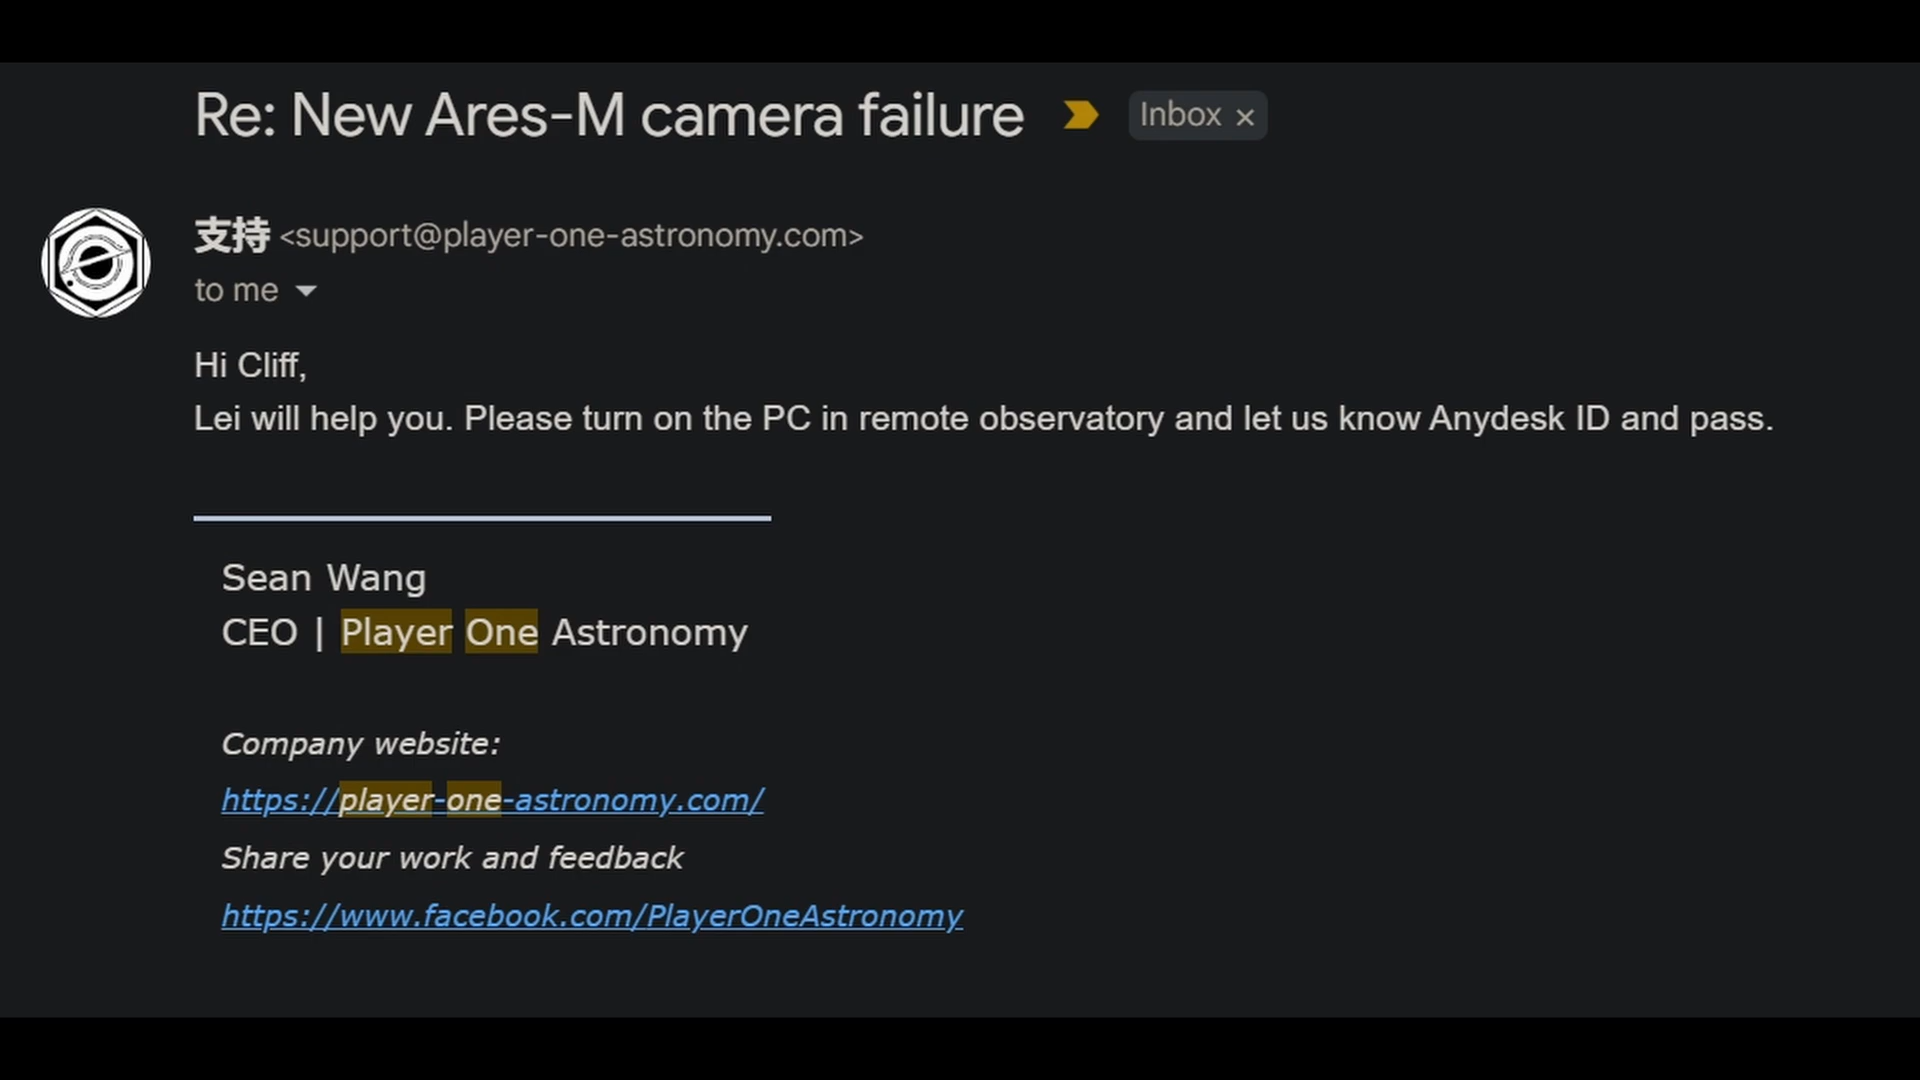 Re: New Ares-M camera failure
Inbox ×
支持 <support@player-one-astronomy.com>
to me
Hi Cliff,
Lei will help you. Please turn on the PC in remote observatory and let us know Anydesk ID and pass.
Sean Wang
CEO | Player One Astronomy
Company website:
https://player-one-astronomy.com/
Share your work and feedback
https://www.facebook.com/PlayerOneAstronomy